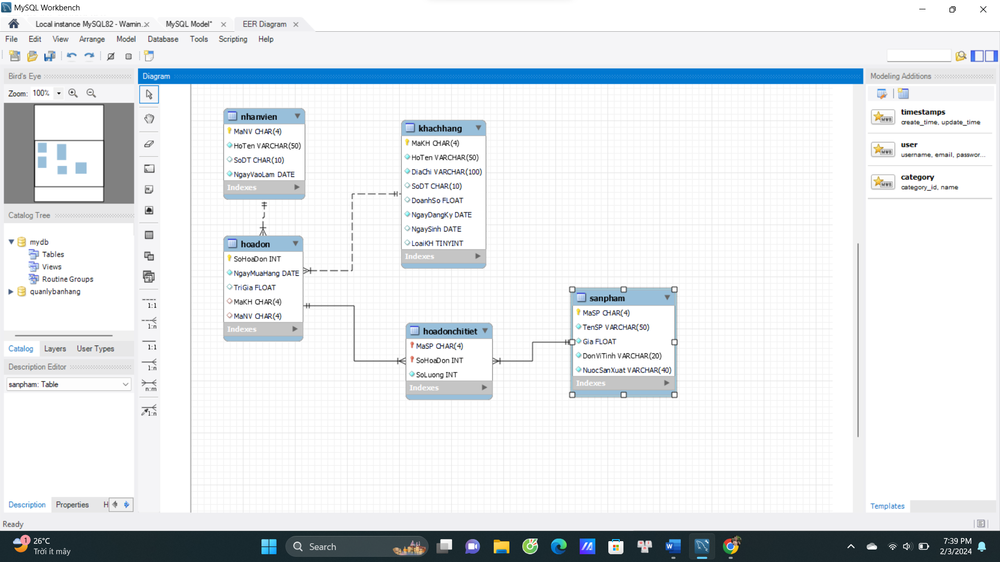 MySQL Workbench
Local instance MySQL82 - Warnin...
MySQL Model*
EER Diagram
File Edit View Arrange Model Database Tools Scripting Help
Bird's Eye
Zoom: 100%
Diagram
Modeling Additions
timestamps
create_time, update_time
user
username, email, passwor...
category
category_id, name
Catalog Tree
mydb
Tables
Views
Routine Groups
quanlybanhang
Catalog Layers User Types
Description Editor
sanpham: Table
Description Properties H
1:1
1:n
1:1
1:n
n:m
1:n
nhanvien
MaNV CHAR(4)
HoTen VARCHAR(50)
SoDT CHAR(10)
NgayVaoLam DATE
Indexes
khachhang
MaKH CHAR(4)
HoTen VARCHAR(50)
DiaChi VARCHAR(100)
SoDT CHAR(10)
DoanhSo FLOAT
NgayDangKy DATE
NgaySinh DATE
LoaiKH TINYINT
Indexes
hoadon
SoHoaDon INT
NgayMuaHang DATE
TriGia FLOAT
MaKH CHAR(4)
MaNV CHAR(4)
Indexes
hoadonchitiet
MaSP CHAR(4)
SoHoaDon INT
SoLuong INT
Indexes
sanpham
MaSP CHAR(4)
TenSP VARCHAR(50)
Gia FLOAT
DonViTinh VARCHAR(20)
NuocSanXuat VARCHAR(40)
Indexes
Templates
Ready
1
26°C
Trời ít mây
Search
7:39 PM
2/3/2024